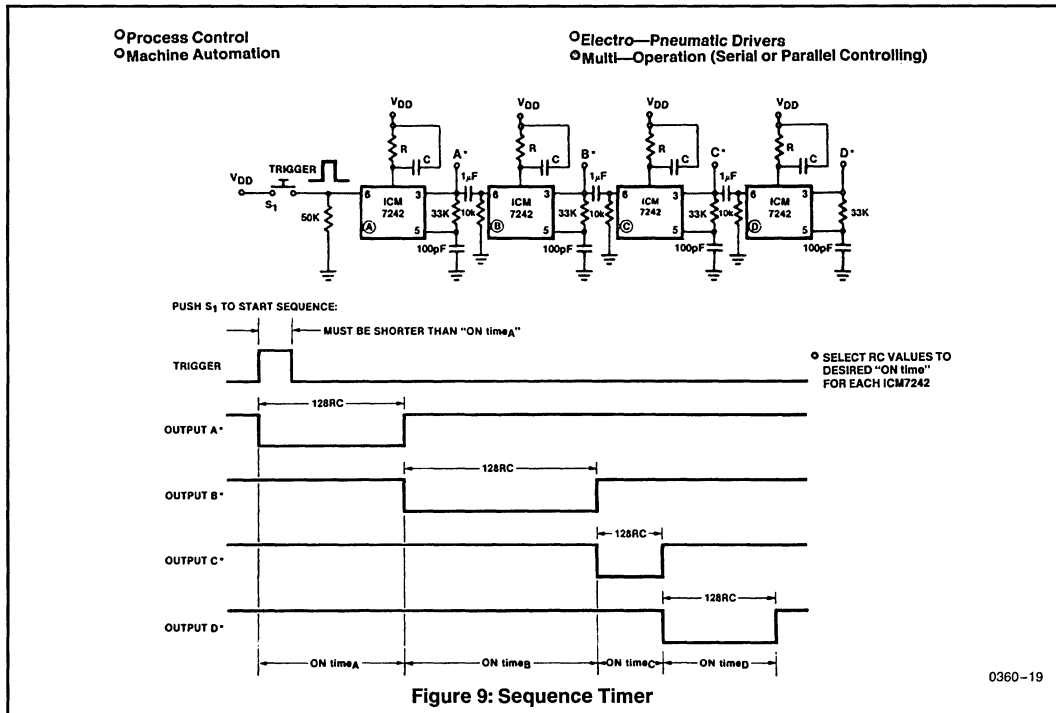 ○Process Control
○Machine Automation
○Electro—Pneumatic Drivers
○Multi—Operation (Serial or Parallel Controlling)
VDD
VDD
VDD
VDD
R
C
A*
R
C
B*
R
C
C*
R
C
D*
TRIGGER
VDD
S1
50K
6
ICM
7242
3
5
A
1μF
33K
10k
100pF
6
ICM
7242
3
5
B
1μF
33K
10k
100pF
6
ICM
7242
3
5
C
1μF
33K
10k
100pF
6
ICM
7242
3
5
D
33K
100pF
PUSH S1 TO START SEQUENCE:
MUST BE SHORTER THAN "ON timeA"
TRIGGER
○ SELECT RC VALUES TO
DESIRED "ON time"
FOR EACH ICM7242
128RC
OUTPUT A*
128RC
OUTPUT B*
128RC
OUTPUT C*
128RC
OUTPUT D*
ON timeA
ON timeB
ON timeC
ON timeD
0360–19
Figure 9: Sequence Timer